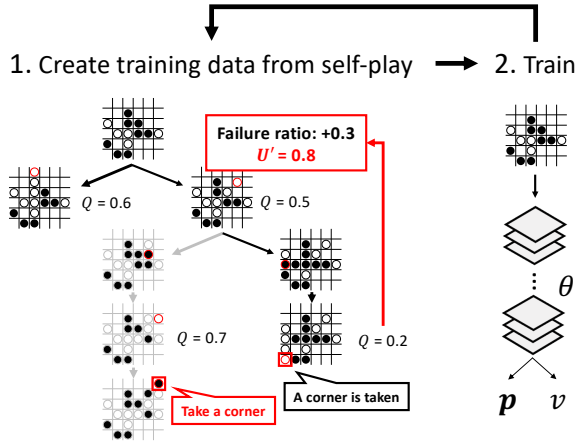 1. Create training data from self-play
2. Train
Failure ratio: +0.3
U′ = 0.8
Q = 0.6
Q = 0.5
Q = 0.7
Q = 0.2
Take a corner
A corner is taken
θ
p
v